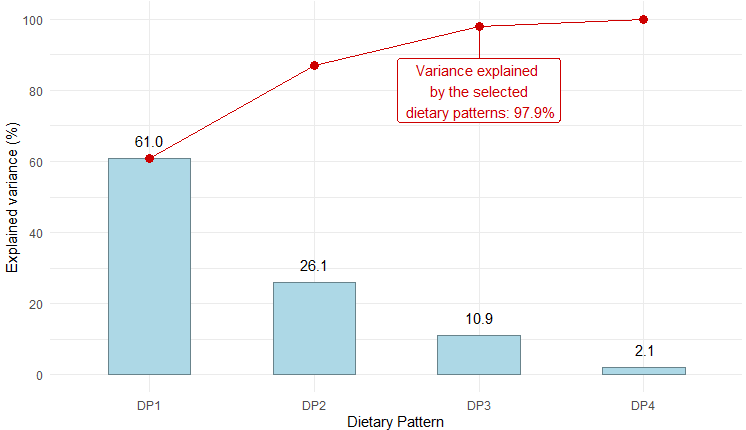 100
80
60
40
20
0
Explained variance (%)
61.0
26.1
10.9
2.1
Variance explained
by the selected
dietary patterns: 97.9%
DP1
DP2
DP3
DP4
Dietary Pattern